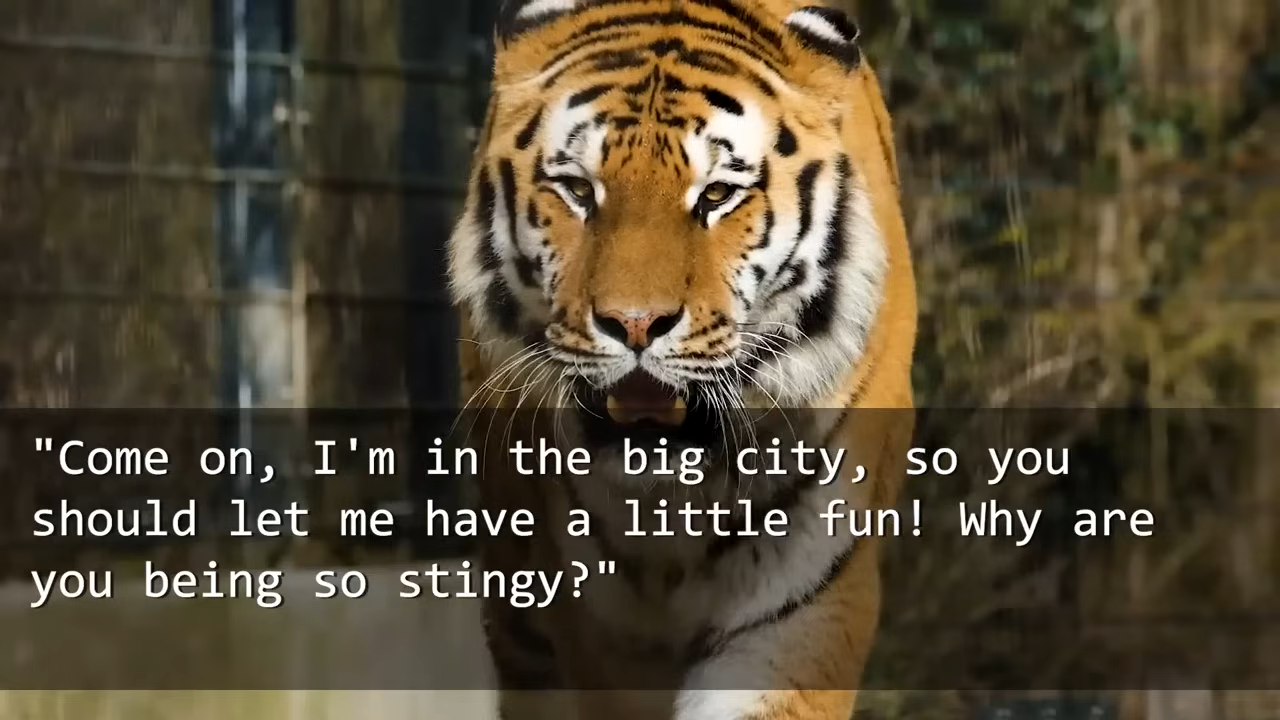 "Come on, I'm in the big city, so you
should let me have a little fun! Why are
you being so stingy?"